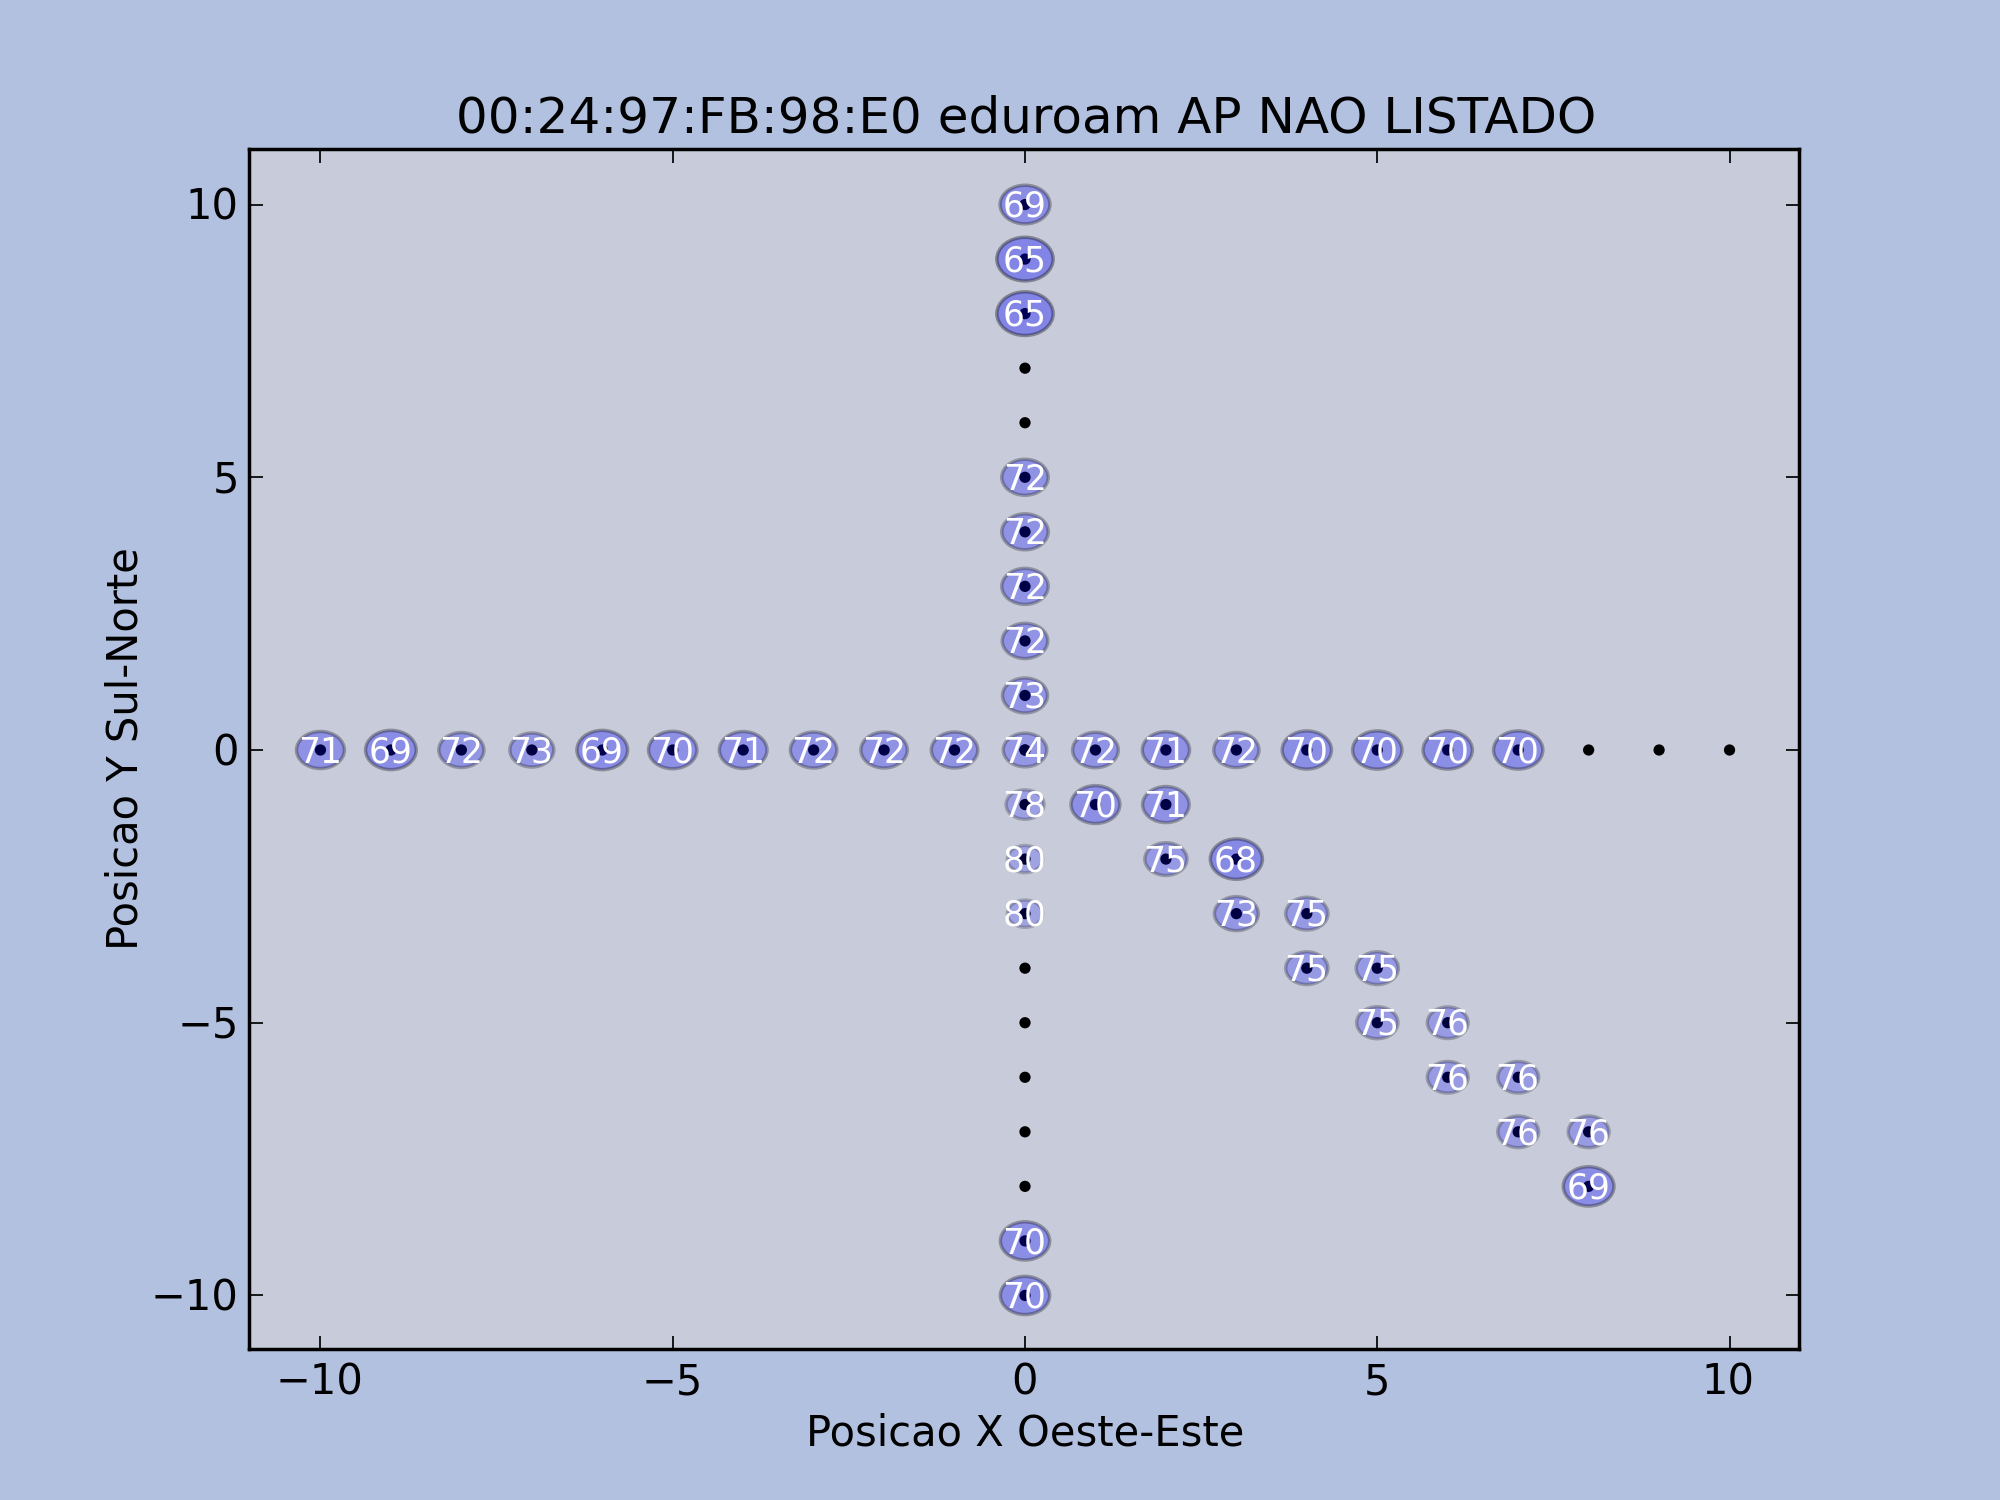 00:24:97:FB:98:E0 eduroam AP NAO LISTADO
10
69
65
65
5
72
72
72
72
73
0
71 69 72 73 69 70 71 72 72 72 74 72 71 72 70 70 70 70
78 70 71
80 75 68
80 73 75
75 75
−5
75 76
76 76
76 76
69
70
−10
70
−10 −5 0 5 10
Posicao X Oeste-Este
Posicao Y Sul-Norte